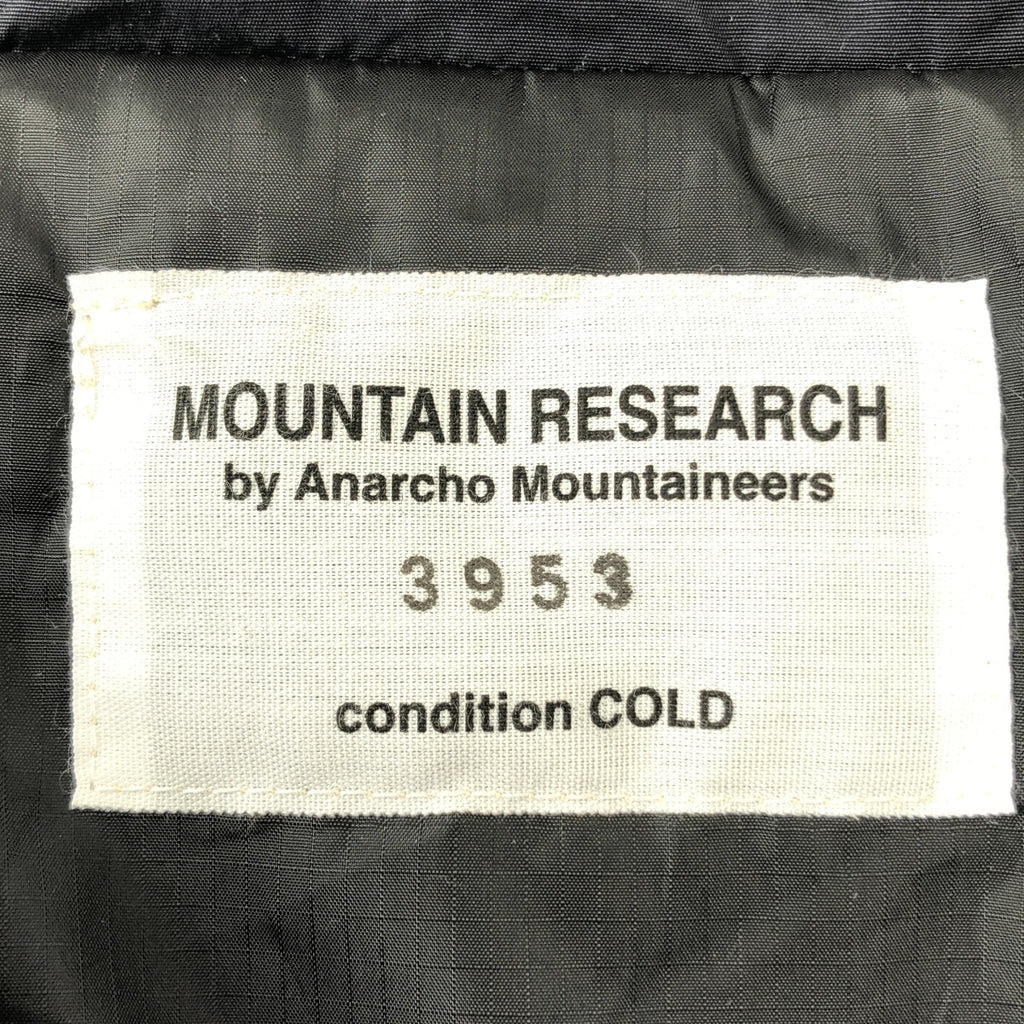 MOUNTAIN RESEARCH
by Anarcho Mountaineers
3953
condition COLD